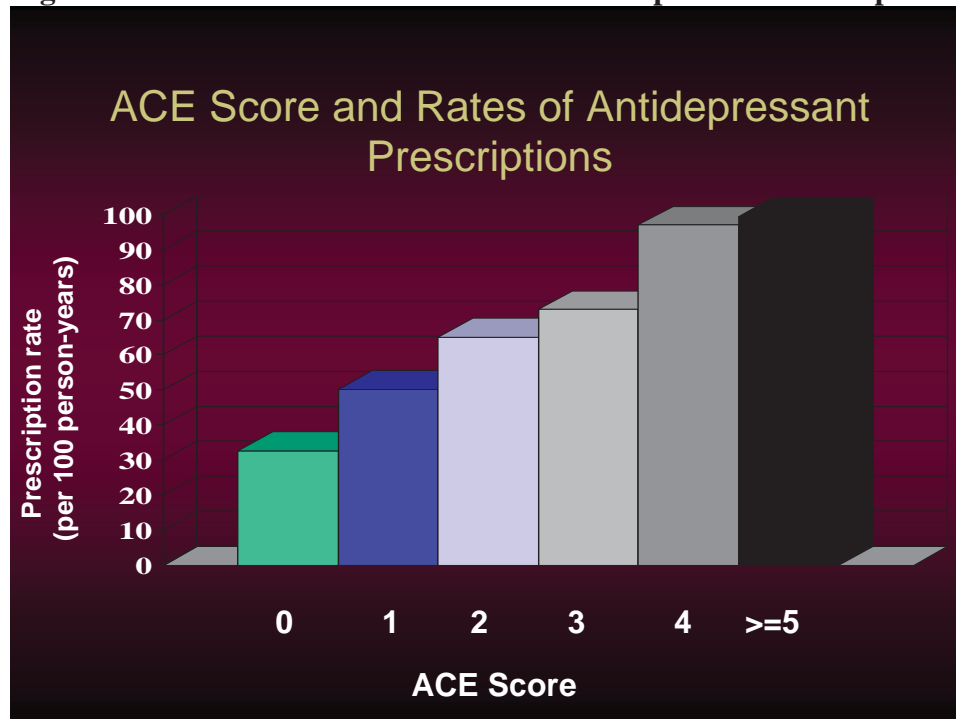 ACE Score and Rates of Antidepressant
Prescriptions
Prescription rate
(per 100 person-years)
100
90
80
70
60
50
40
30
20
10
0
0 1 2 3 4 >=5
ACE Score